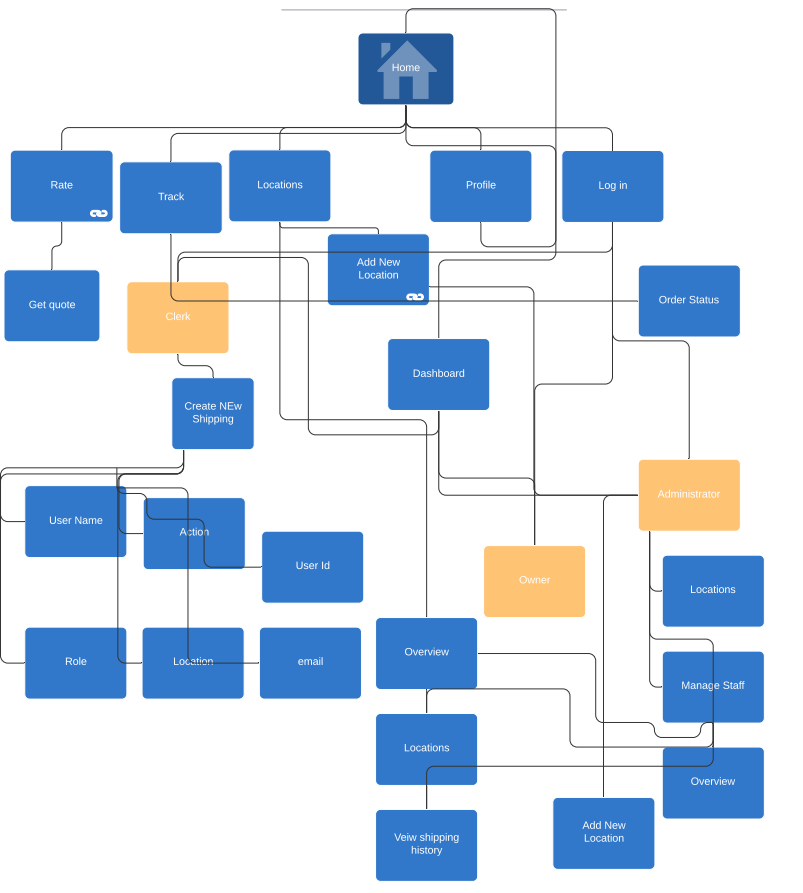 Home
Rate
Track
Locations
Profile
Log in
Get quote
Clerk
Add New
Location
Order Status
Dashboard
Create NEw
Shipping
Administrator
User Name
Action
User Id
Owner
Locations
Role
Location
email
Overview
Manage Staff
Locations
Overview
Veiw shipping
history
Add New
Location